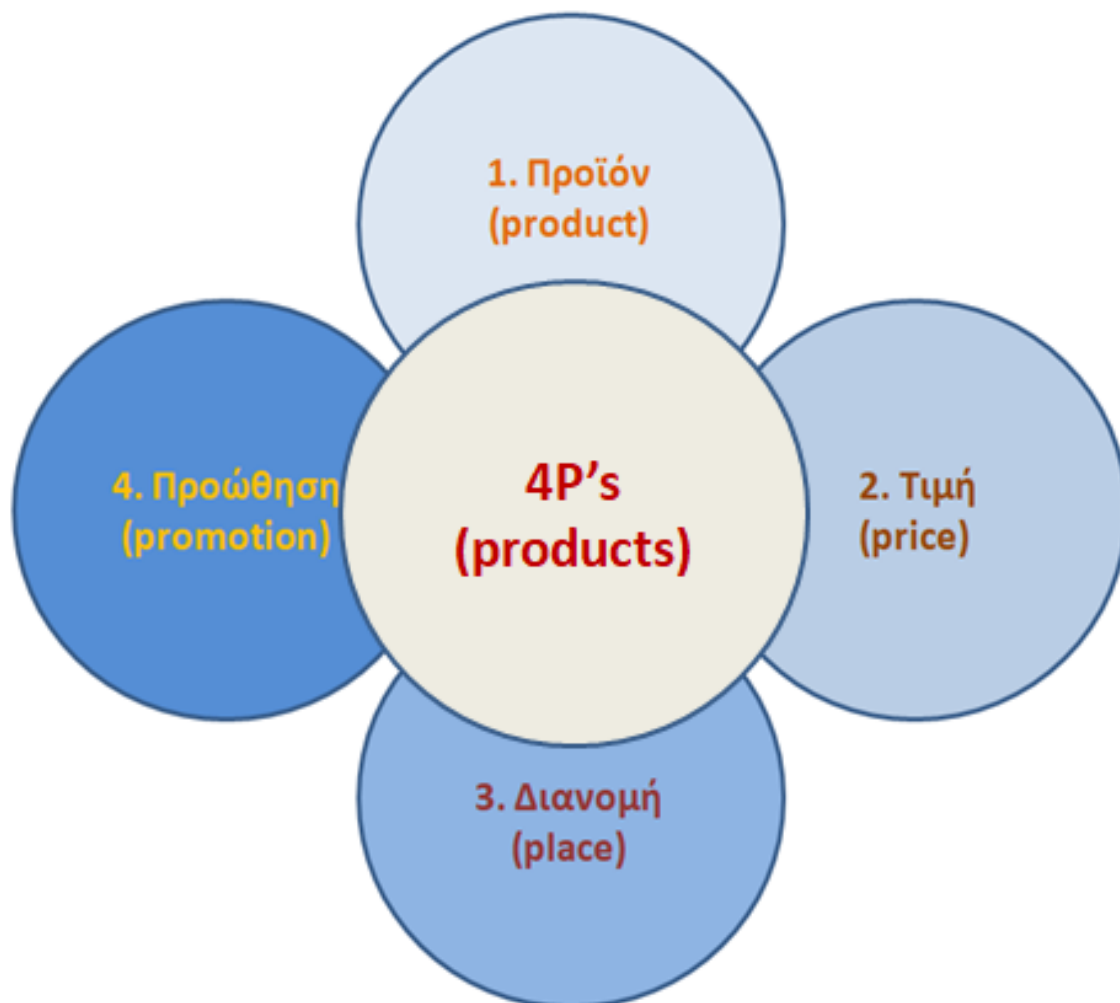 1. Προϊόν
(product)
4P's
(products)
2. Τιμή
(price)
3. Διανομή
(place)
4. Προώθηση
(promotion)